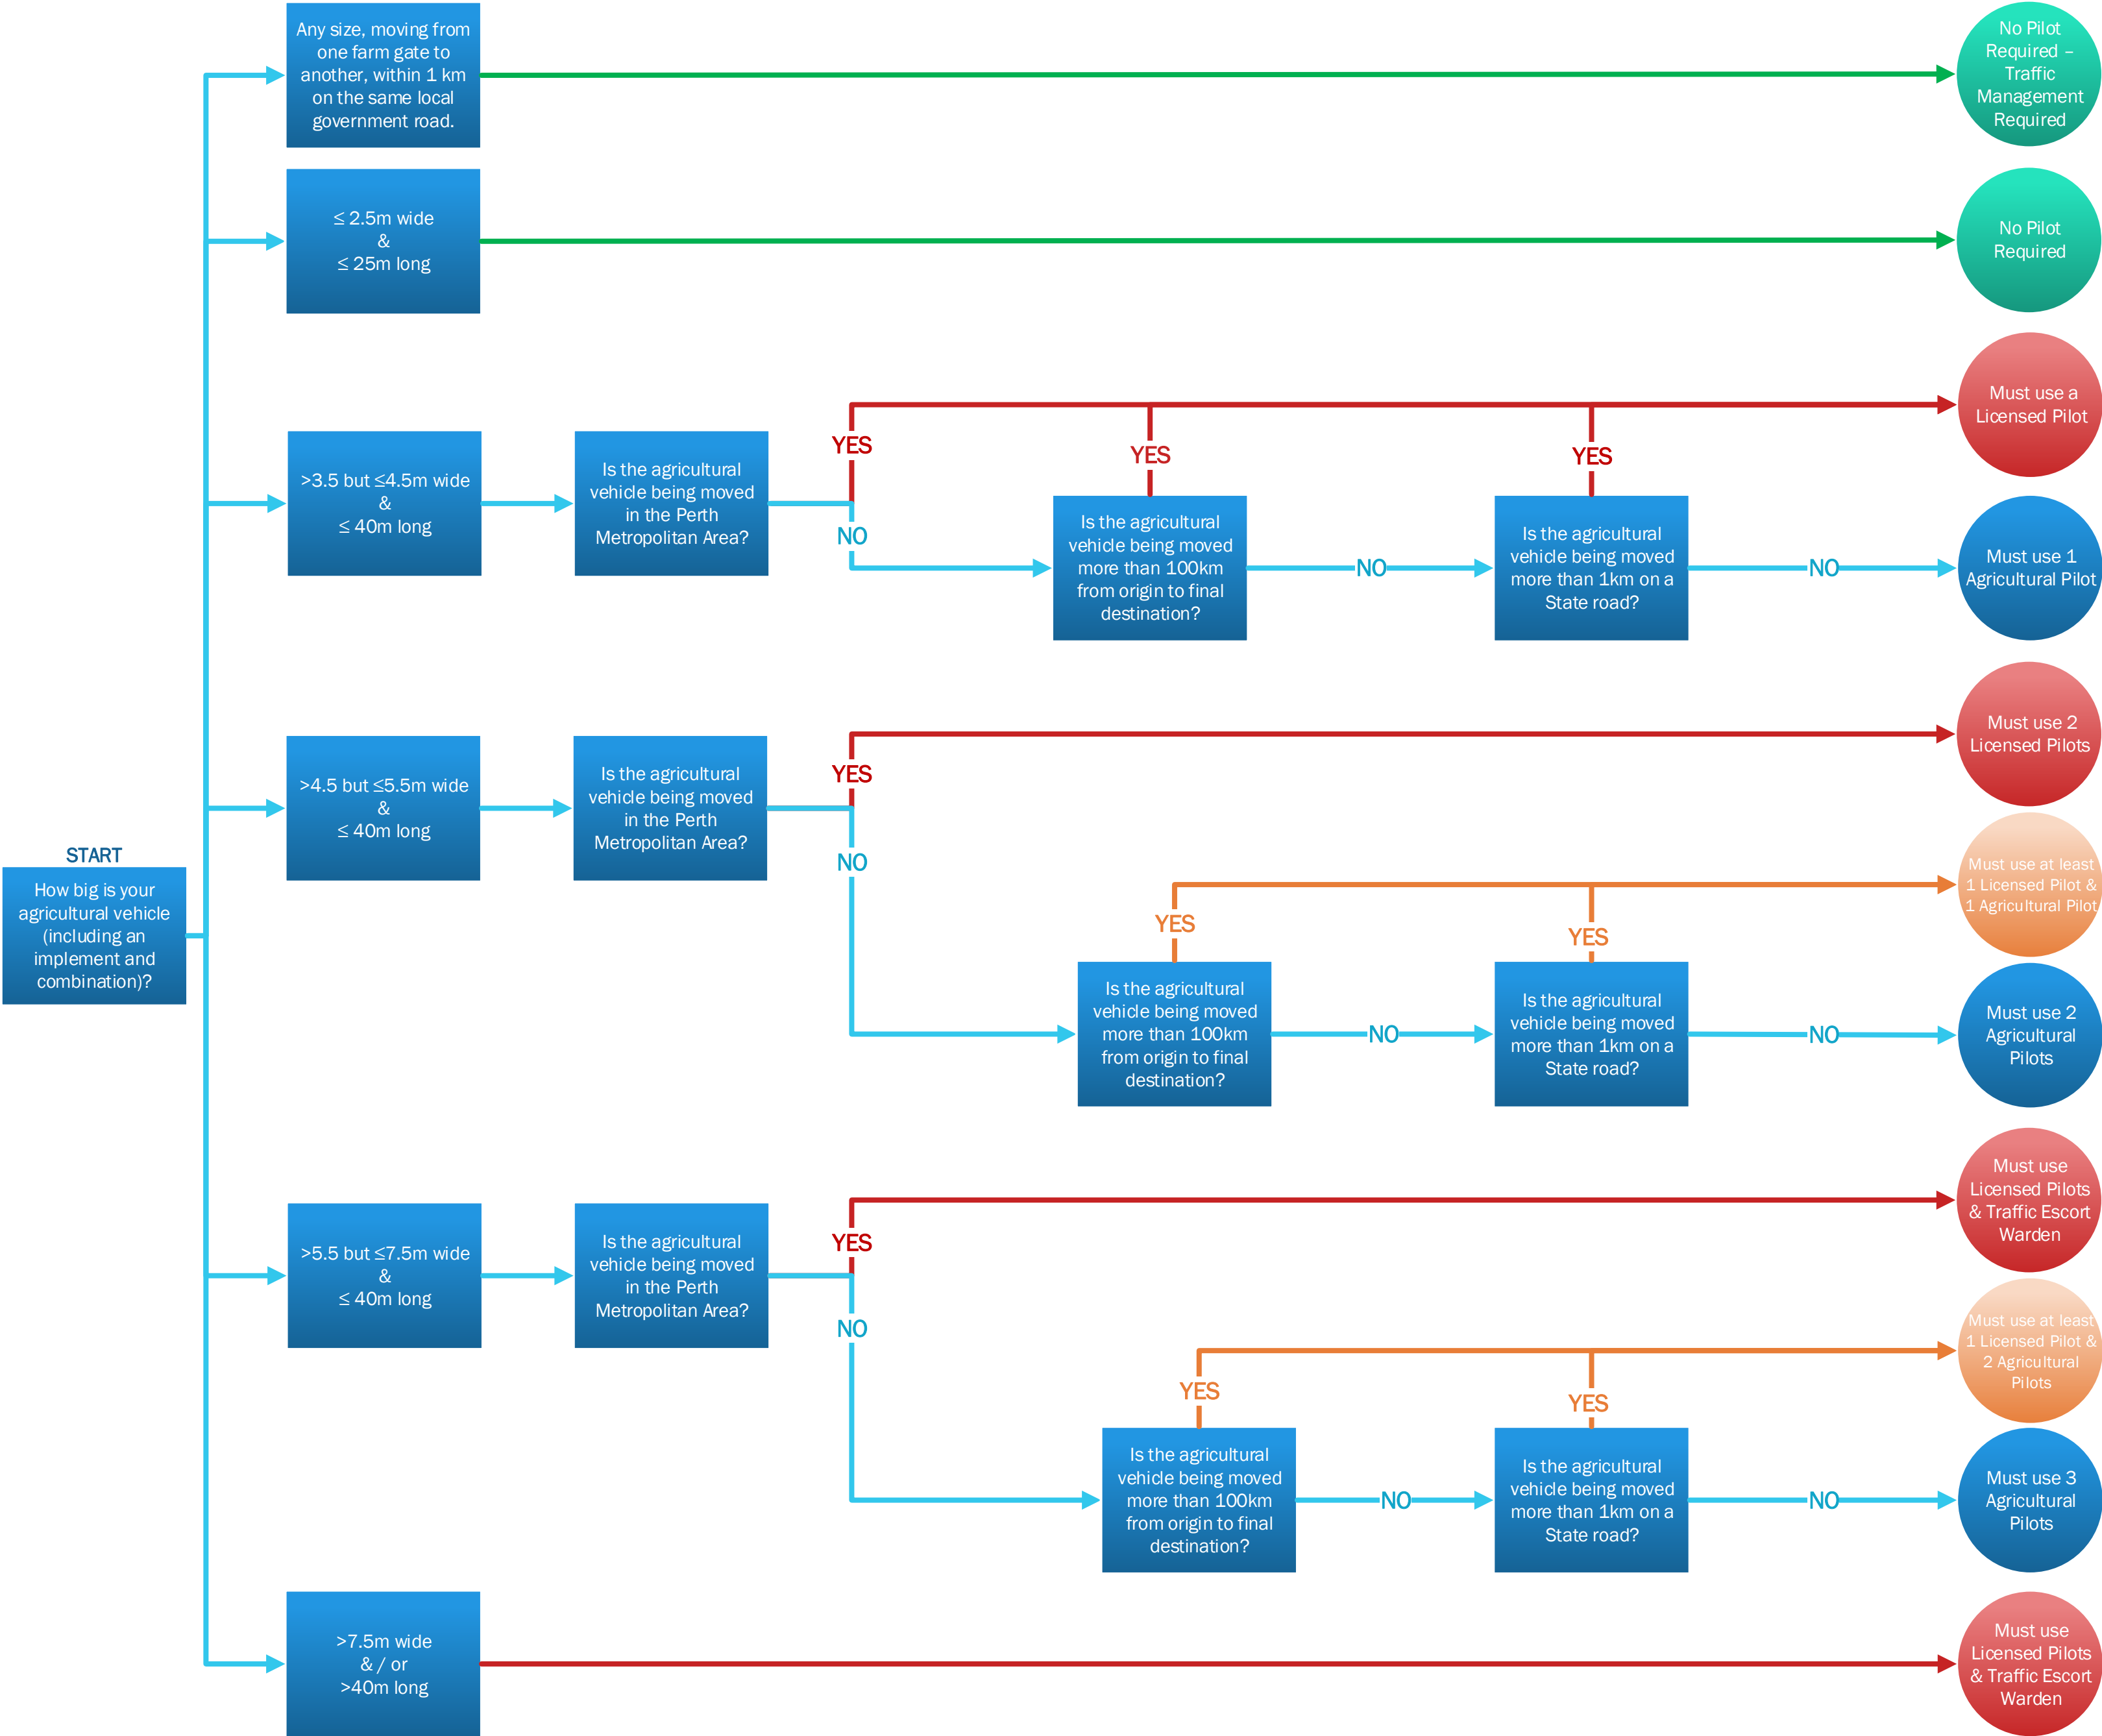 Any size, moving from
one farm gate to
another, within 1 km
on the same local
government road.
No Pilot
Required –
Traffic
Management
Required
≤ 2.5m wide
&
≤ 25m long
No Pilot
Required
>3.5 but ≤4.5m wide
&
≤ 40m long
Is the agricultural
vehicle being moved
in the Perth
Metropolitan Area?
YES
NO
YES
Is the agricultural
vehicle being moved
more than 100km
from origin to final
destination?
NO
YES
Is the agricultural
vehicle being moved
more than 1km on a
State road?
NO
Must use a
Licensed Pilot
Must use 1
Agricultural Pilot
START
How big is your
agricultural vehicle
(including an
implement and
combination)?
>4.5 but ≤5.5m wide
&
≤ 40m long
Is the agricultural
vehicle being moved
in the Perth
Metropolitan Area?
YES
NO
Must use 2
Licensed Pilots
YES
Is the agricultural
vehicle being moved
more than 100km
from origin to final
destination?
NO
YES
Is the agricultural
vehicle being moved
more than 1km on a
State road?
NO
Must use at least
1 Licensed Pilot &
1 Agricultural Pilot
Must use 2
Agricultural
Pilots
>5.5 but ≤7.5m wide
&
≤ 40m long
Is the agricultural
vehicle being moved
in the Perth
Metropolitan Area?
YES
NO
Must use
Licensed Pilots
& Traffic Escort
Warden
YES
Is the agricultural
vehicle being moved
more than 100km
from origin to final
destination?
NO
YES
Is the agricultural
vehicle being moved
more than 1km on a
State road?
NO
Must use at least
1 Licensed Pilot &
2 Agricultural
Pilots
Must use 3
Agricultural
Pilots
>7.5m wide
& / or
>40m long
Must use
Licensed Pilots
& Traffic Escort
Warden